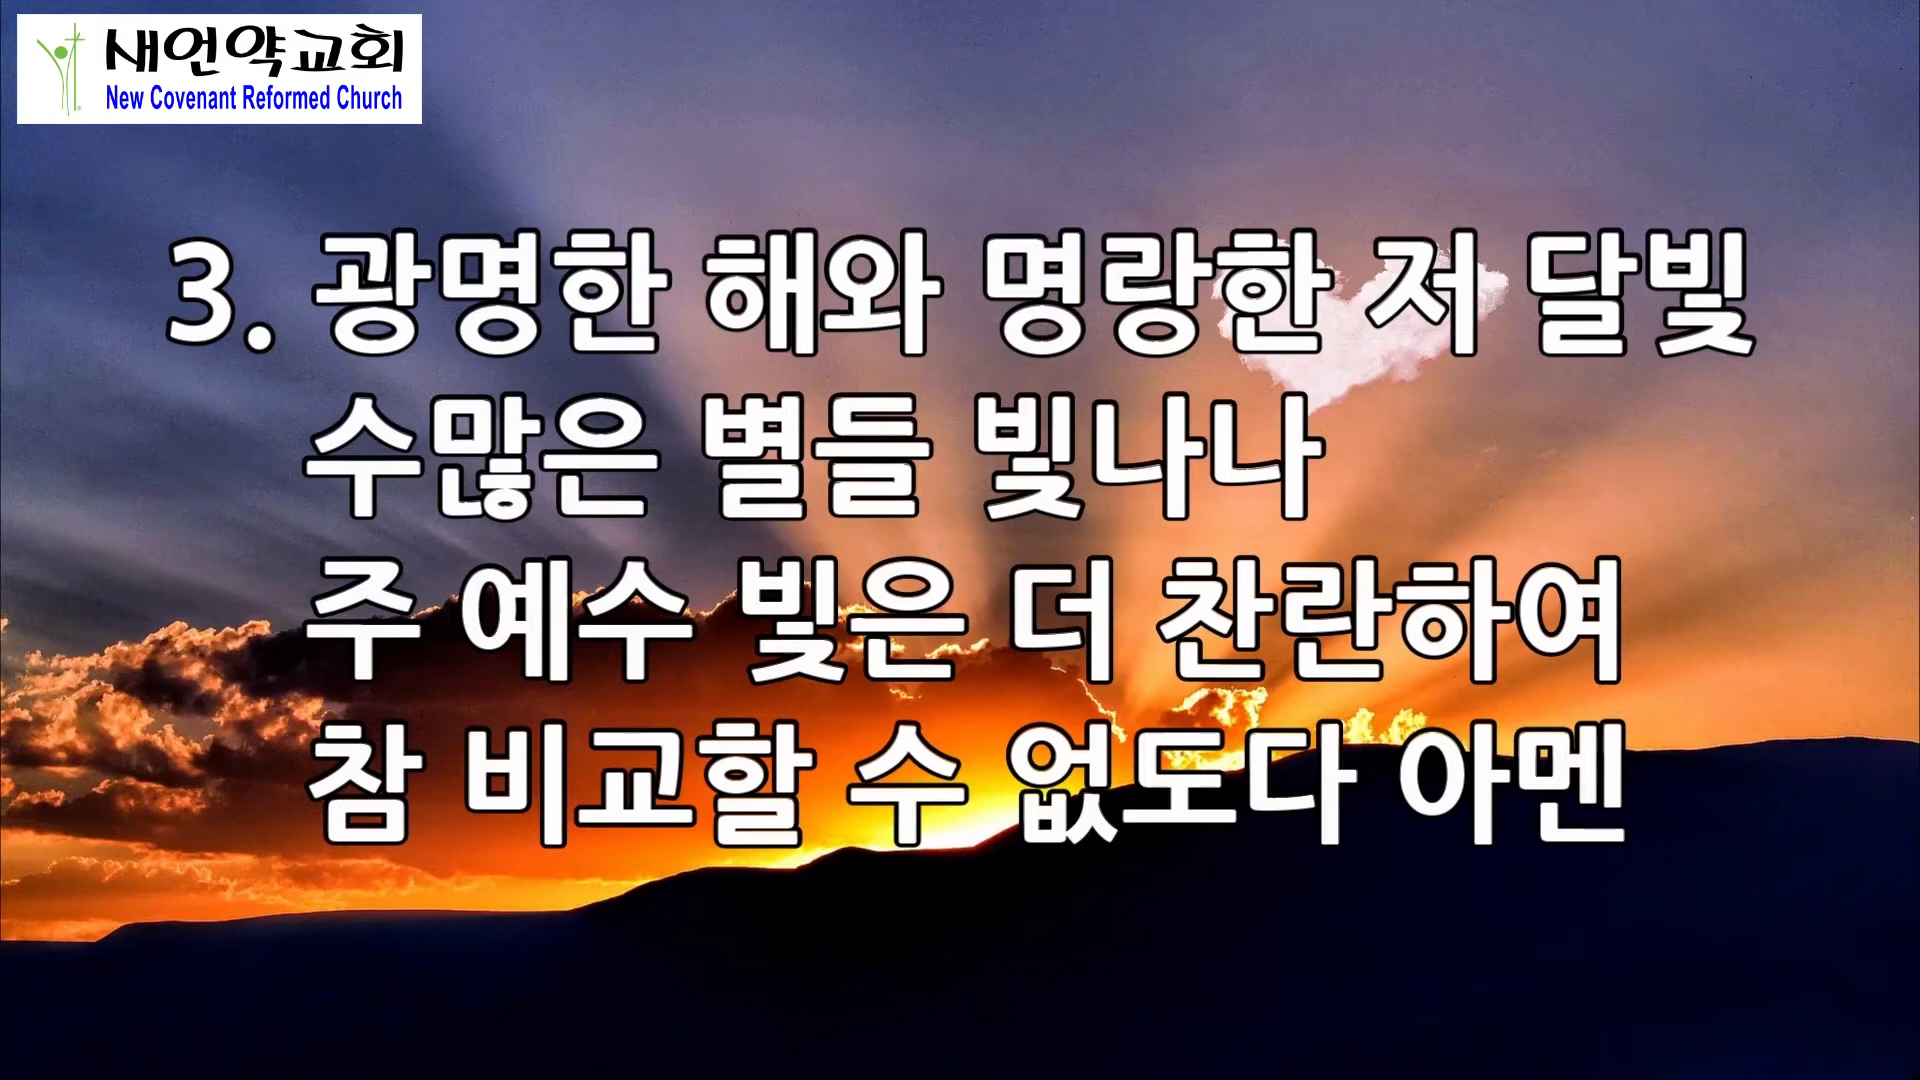 새언약교회
New Covenant Reformed Church
3. 광명한 해와 명랑한 저 달빛
수많은 별들 빛나나
주 예수 빛은 더 찬란하여
참 비교할 수 없도다 아멘